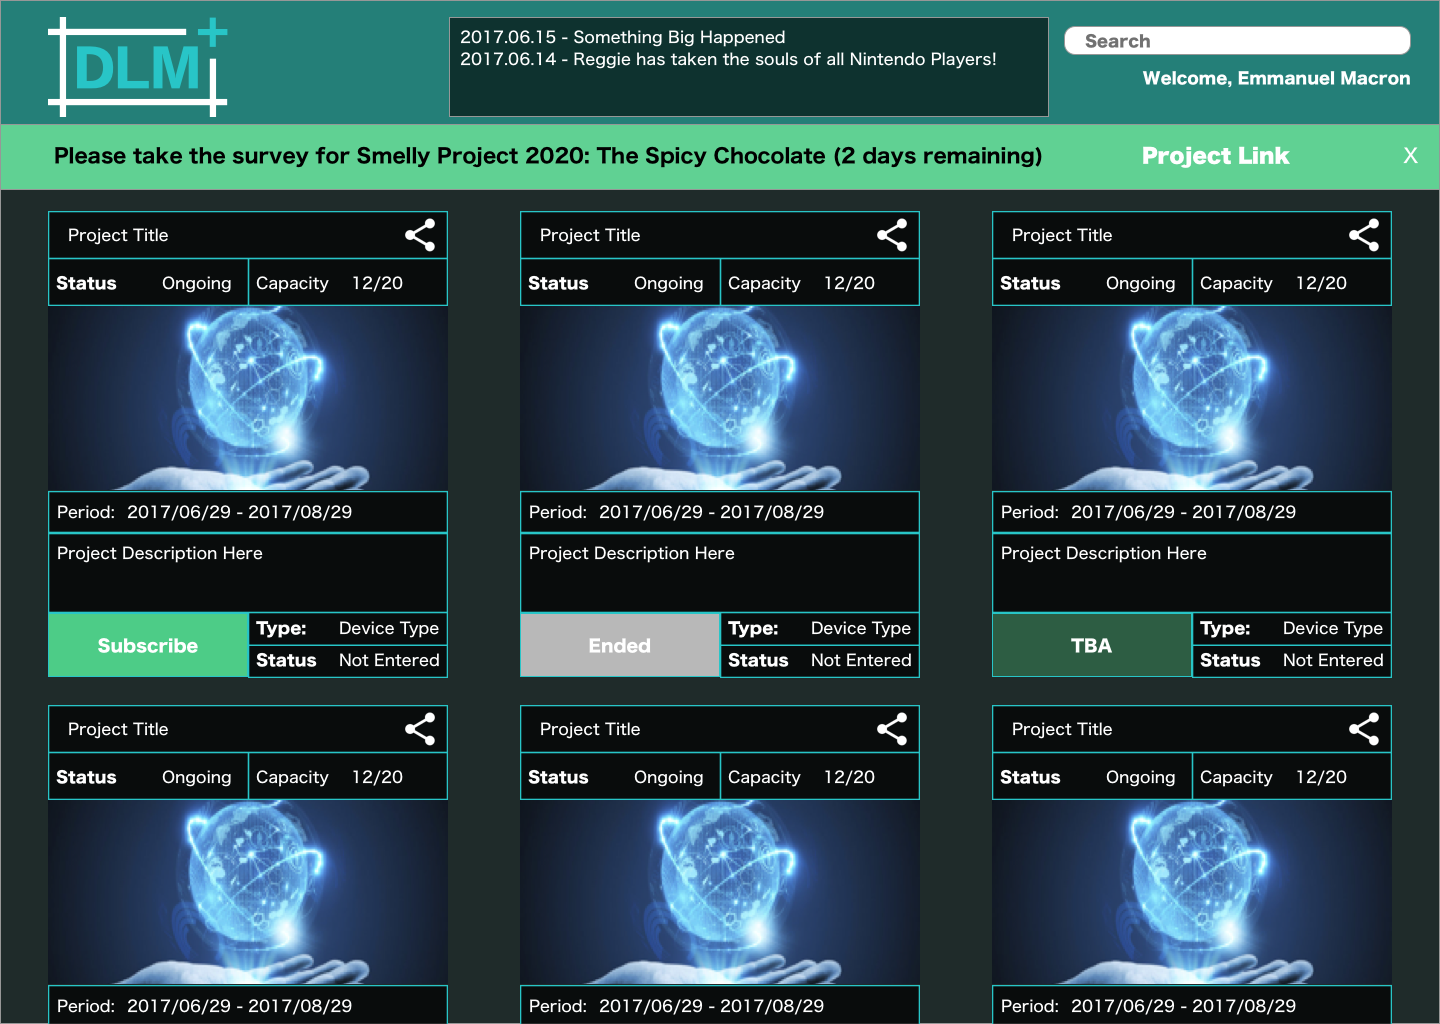 DLM+
2017.06.15 - Something Big Happened
2017.06.14 - Reggie has taken the souls of all Nintendo Players!
Search
Welcome, Emmanuel Macron
Please take the survey for Smelly Project 2020: The Spicy Chocolate (2 days remaining) Project Link X
Project Title
Status Ongoing Capacity 12/20
Period: 2017/06/29 - 2017/08/29
Project Description Here
Subscribe
Type: Device Type
Status Not Entered
Project Title
Status Ongoing Capacity 12/20
Period: 2017/06/29 - 2017/08/29
Project Description Here
Ended
Type: Device Type
Status Not Entered
Project Title
Status Ongoing Capacity 12/20
Period: 2017/06/29 - 2017/08/29
Project Description Here
TBA
Type: Device Type
Status Not Entered
Project Title
Status Ongoing Capacity 12/20
Period: 2017/06/29 - 2017/08/29
Project Title
Status Ongoing Capacity 12/20
Period: 2017/06/29 - 2017/08/29
Project Title
Status Ongoing Capacity 12/20
Period: 2017/06/29 - 2017/08/29